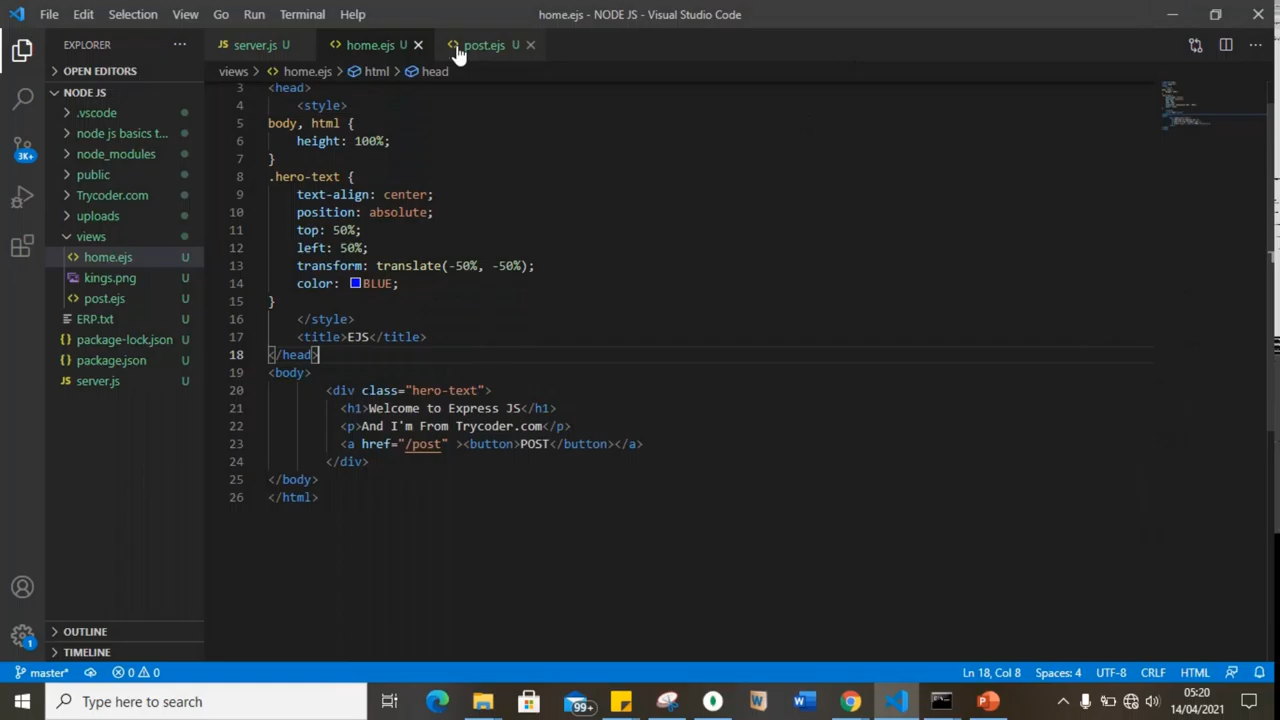 File Edit Selection View Go Run Terminal Help home.ejs - NODE JS - Visual Studio Code
EXPLORER
server.js U home.ejs U post.ejs U
OPEN EDITORS
NODE JS
.vscode
node js basics t...
node_modules
public
Trycoder.com
uploads
views
home.ejs U
kings.png U
post.ejs U
ERP.txt U
package-lock.json U
package.json U
server.js U
OUTLINE
TIMELINE
3K+
1
views > home.ejs > html > head
3 <head>
4 <style>
5 body, html {
6 height: 100%;
7 }
8 .hero-text {
9 text-align: center;
10 position: absolute;
11 top: 50%;
12 left: 50%;
13 transform: translate(-50%, -50%);
14 color: BLUE;
15 }
16 </style>
17 <title>EJS</title>
18 </head>
19 <body>
20 <div class="hero-text">
21 <h1>Welcome to Express JS</h1>
22 <p>And I'm From Trycoder.com</p>
23 <a href="/post" ><button>POST</button></a>
24 </div>
25 </body>
26 </html>
master* 0 0 Ln 18, Col 8 Spaces: 4 UTF-8 CRLF HTML
Type here to search 99+ 05:20
14/04/2021